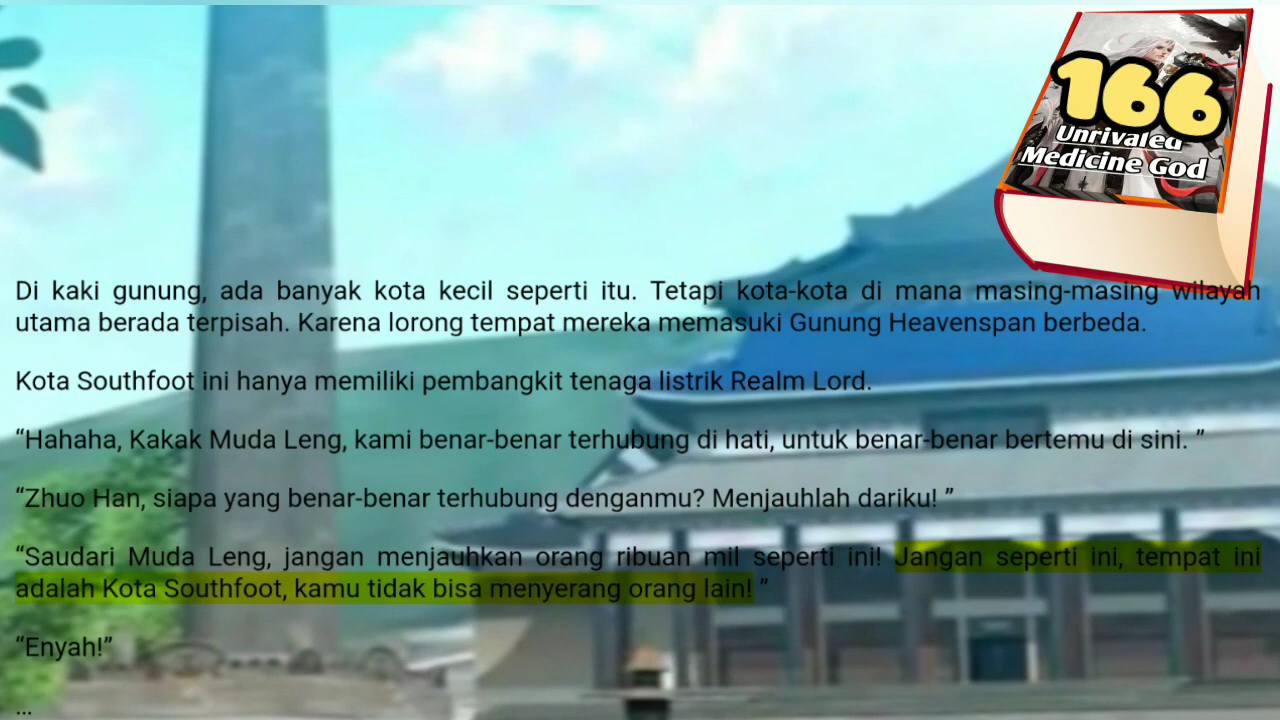 166
Unrivaled
Medicine God
Di kaki gunung, ada banyak kota kecil seperti itu. Tetapi kota-kota di mana masing-masing wilayah
utama berada terpisah. Karena lorong tempat mereka memasuki Gunung Heavenspan berbeda.
Kota Southfoot ini hanya memiliki pembangkit tenaga listrik Realm Lord.
“Hahaha, Kakak Muda Leng, kami benar-benar terhubung di hati, untuk benar-benar bertemu di sini. ”
“Zhuo Han, siapa yang benar-benar terhubung denganmu? Menjauhlah dariku! ”
“Saudari Muda Leng, jangan menjauhkan orang ribuan mil seperti ini! Jangan seperti ini, tempat ini
adalah Kota Southfoot, kamu tidak bisa menyerang orang lain! ”
“Enyah!”
...